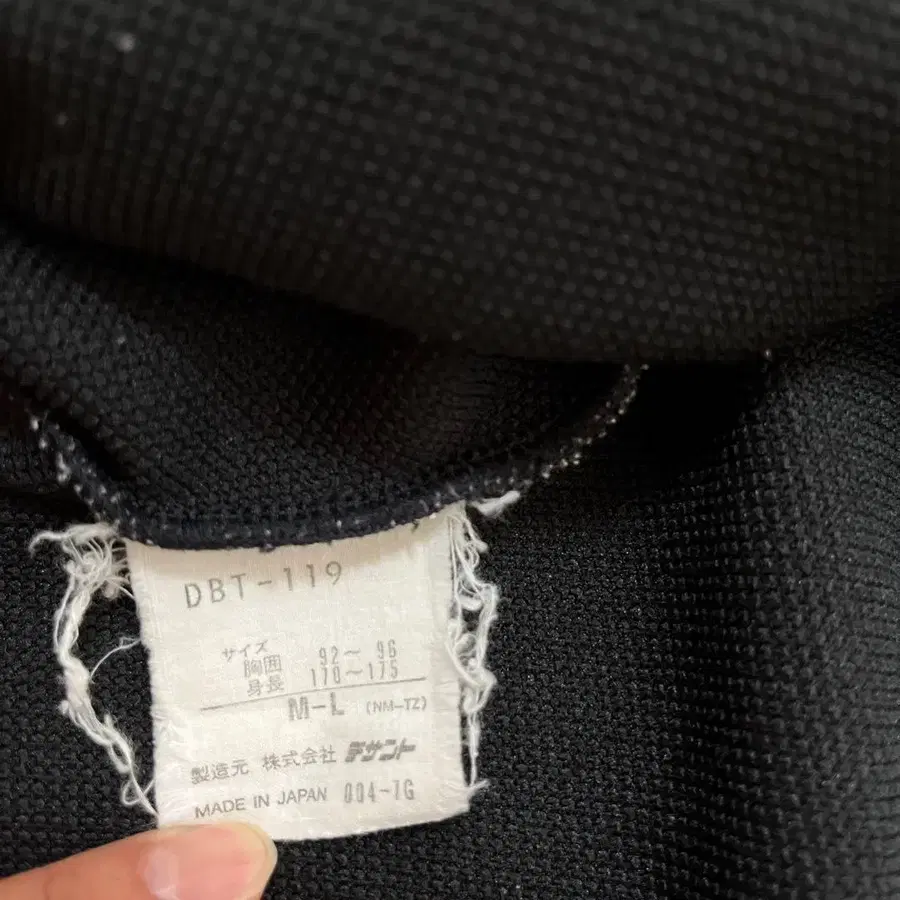 DBT-119
サイズ
胸囲 92～96
身長 170～175
M-L (NM-TZ)
製造元 株式会社 デサント
MADE IN JAPAN 004-7G